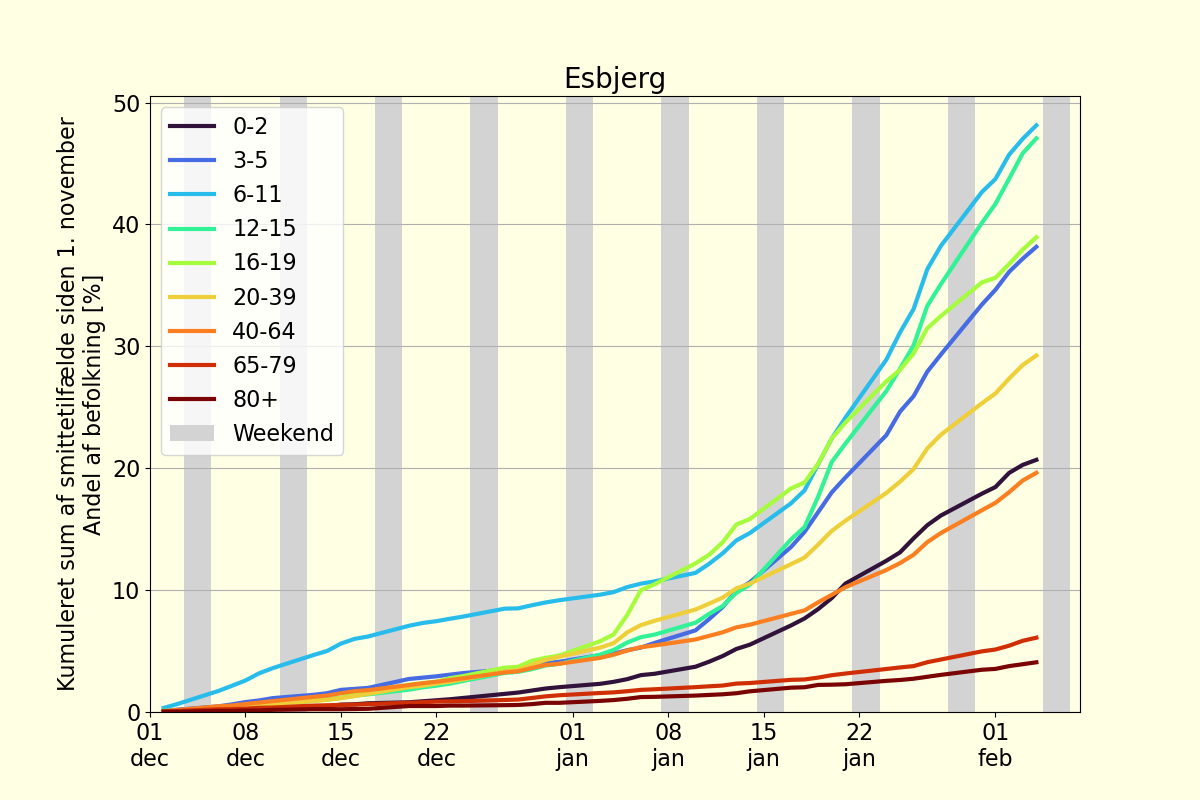 Esbjerg
Kumuleret sum af smittetilfælde siden 1. november
Andel af befolkning [%]
50
40
30
20
10
0
0-2
3-5
6-11
12-15
16-19
20-39
40-64
65-79
80+
Weekend
01 08 15 22 01 08 15 22 01
dec dec dec dec jan jan jan jan feb